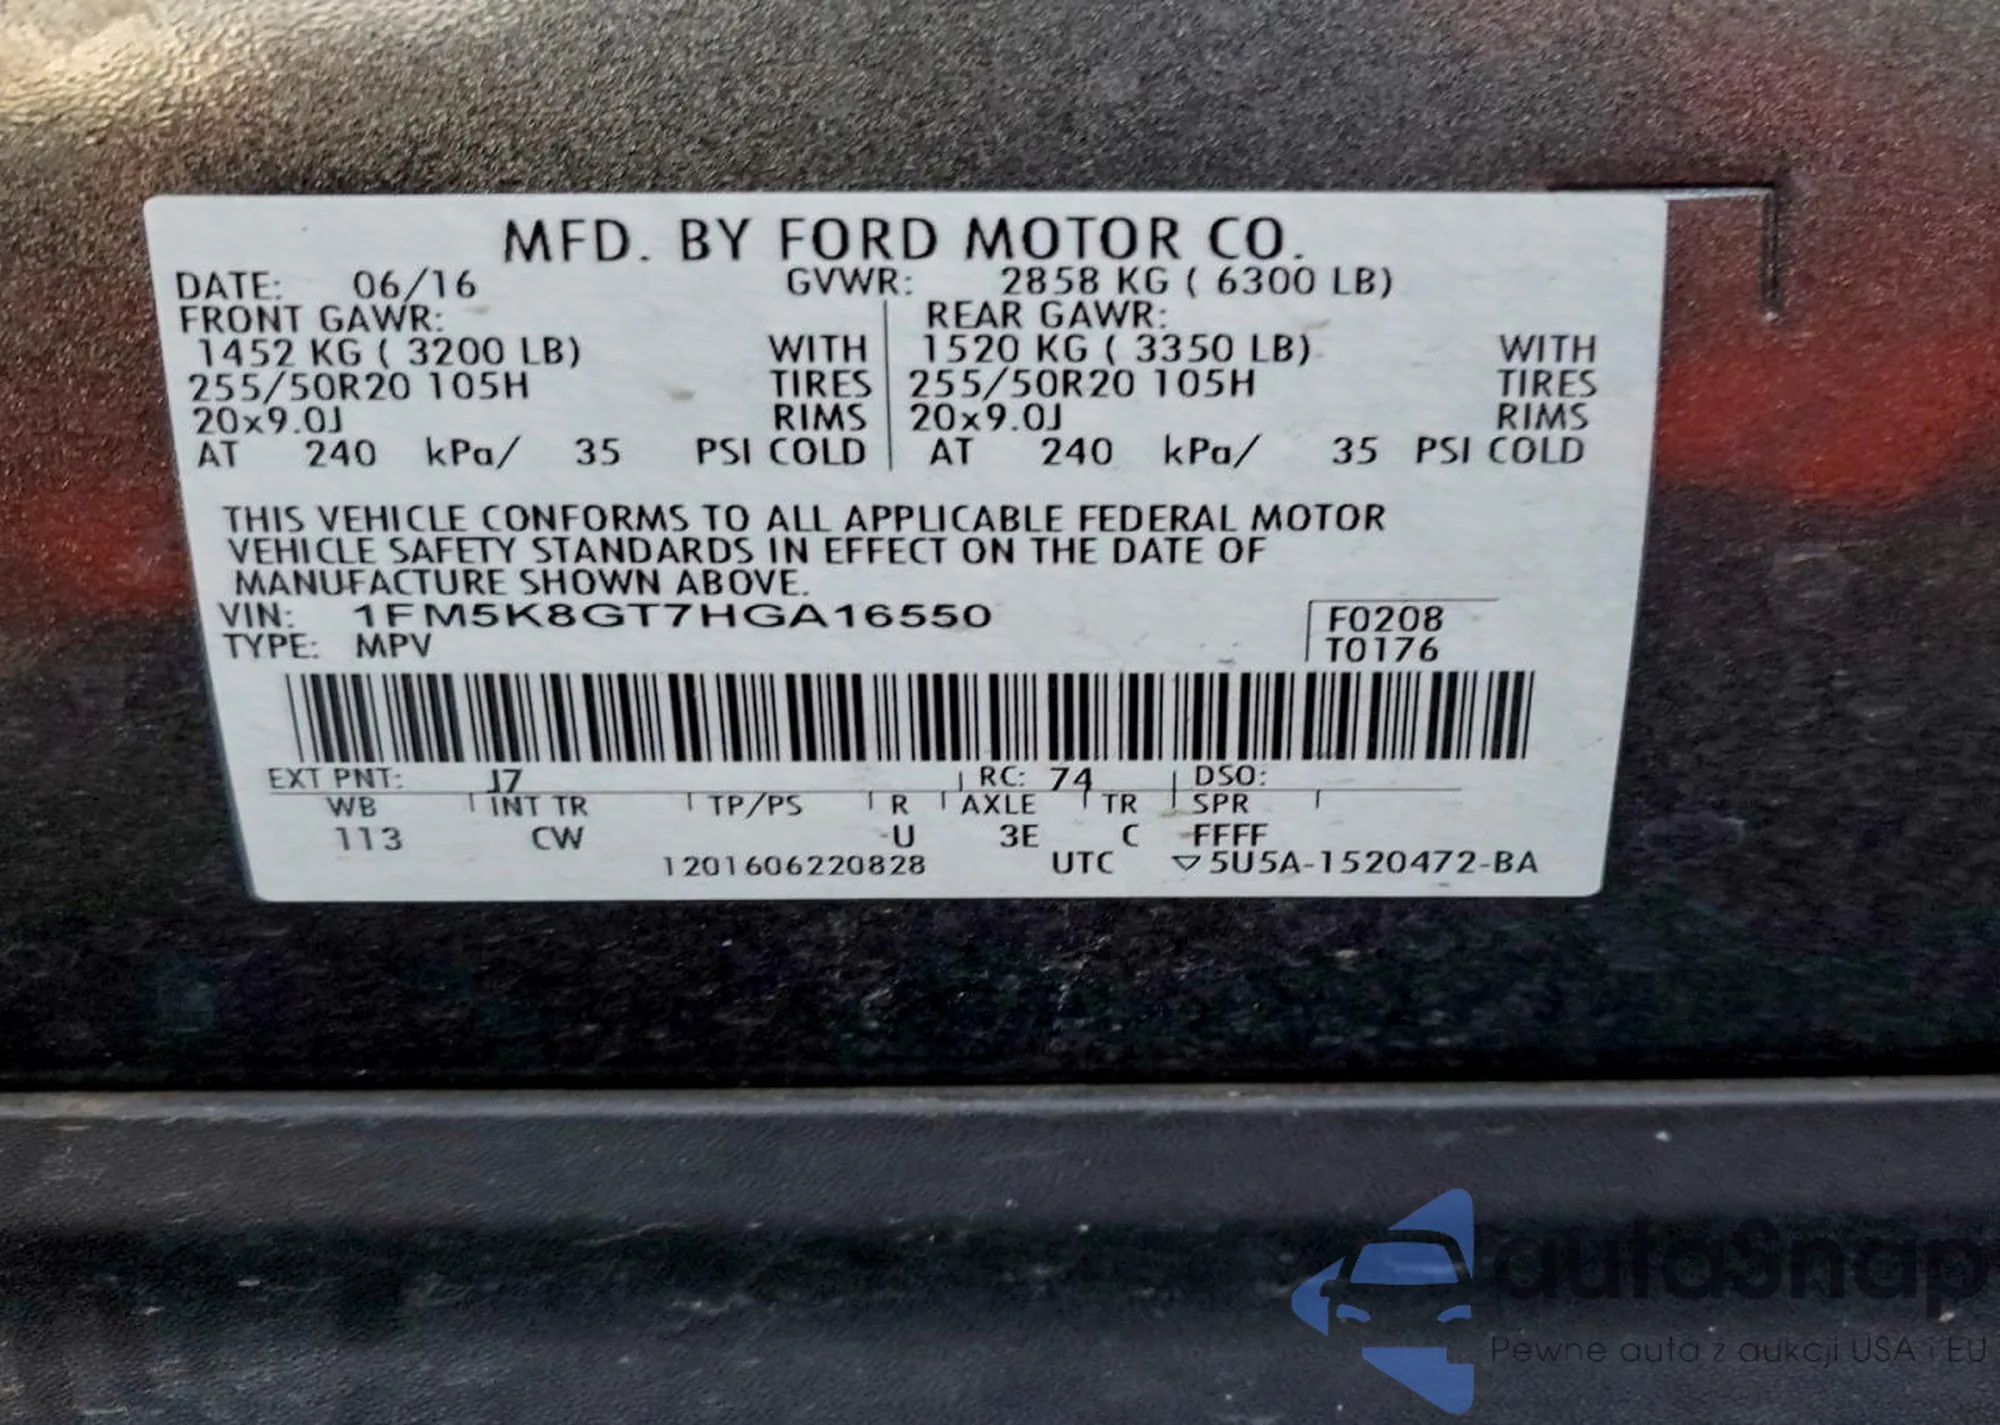 MFD. BY FORD MOTOR CO.
DATE: 06/16 GVWR: 2858 KG ( 6300 LB)
FRONT GAWR: REAR GAWR:
1452 KG ( 3200 LB) WITH 1520 KG ( 3350 LB) WITH
255/50R20 105H TIRES 255/50R20 105H TIRES
20x9.0J RIMS 20x9.0J RIMS
AT 240 kPa/ 35 PSI COLD AT 240 kPa/ 35 PSI COLD
THIS VEHICLE CONFORMS TO ALL APPLICABLE FEDERAL MOTOR
VEHICLE SAFETY STANDARDS IN EFFECT ON THE DATE OF
MANUFACTURE SHOWN ABOVE.
VIN: 1FM5K8GT7HGA16550 F0208
TYPE: MPV T0176
EXT PNT: J7 RC: 74 DSO:
WB INT TR TP/PS R AXLE TR SPR
113 CW U 3E C FFFF
1201606220828 UTC ▽5U5A-1520472-BA
autoSnap
Pewne auta z aukcji USA i EU